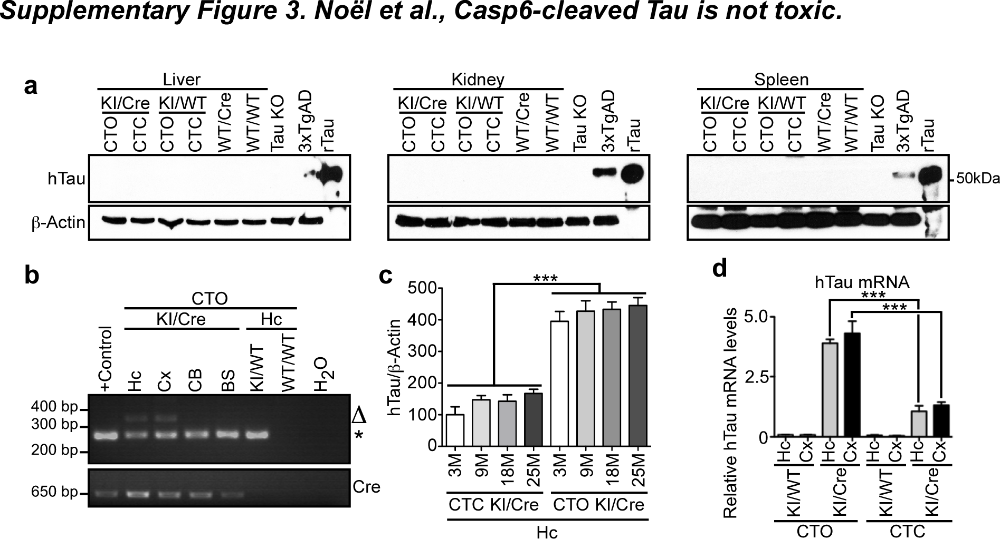 Supplementary Figure 3. Noël et al., Casp6-cleaved Tau is not toxic.
a
Liver
KI/Cre KI/WT
CTO CTC CTO CTC WT/Cre WT/WT Tau KO 3xTgAD rTau
Kidney
KI/Cre KI/WT
CTO CTC CTO CTC WT/Cre WT/WT Tau KO 3xTgAD rTau
Spleen
KI/Cre KI/WT
CTO CTC CTO CTC WT/Cre WT/WT Tau KO 3xTgAD rTau
hTau
50kDa
β-Actin
b
CTO
KI/Cre Hc
+Control Hc Cx CB BS KI/WT WT/WT H2O
400 bp
Δ
300 bp
*
200 bp
650 bp
Cre
c
***
hTau/β-Actin
500
400
300
200
100
0
3M 9M 18M 25M 3M 9M 18M 25M
CTC KI/Cre CTO KI/Cre
Hc
d
hTau mRNA
***
***
Relative hTau mRNA levels
5.0
2.5
0
Hc Cx Hc Cx Hc Cx Hc Cx
KI/WT KI/Cre KI/WT KI/Cre
CTO CTC